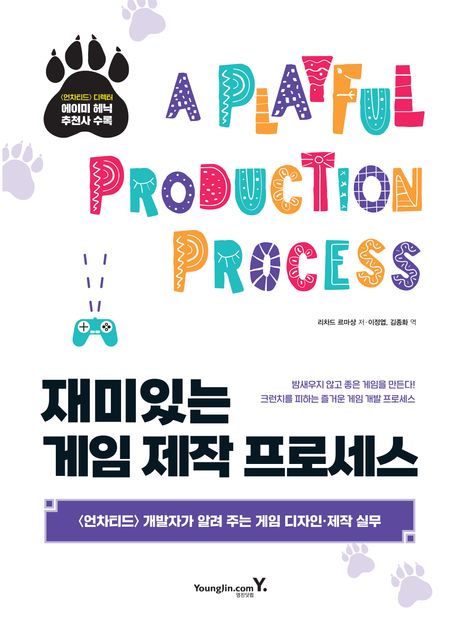 〈언차티드〉 디렉터
에이미 헤닉
추천사 수록
A PLAYFUL
PRODUCTION
PROCESS
리차드 르마샹 저·이정엽, 김종화 역
재미있는
게임 제작 프로세스
밤새우지 않고 좋은 게임을 만든다!
크런치를 피하는 즐거운 게임 개발 프로세스
〈언차티드〉 개발자가 알려 주는 게임 디자인·제작 실무
YoungJin.com Y.
영진닷컴